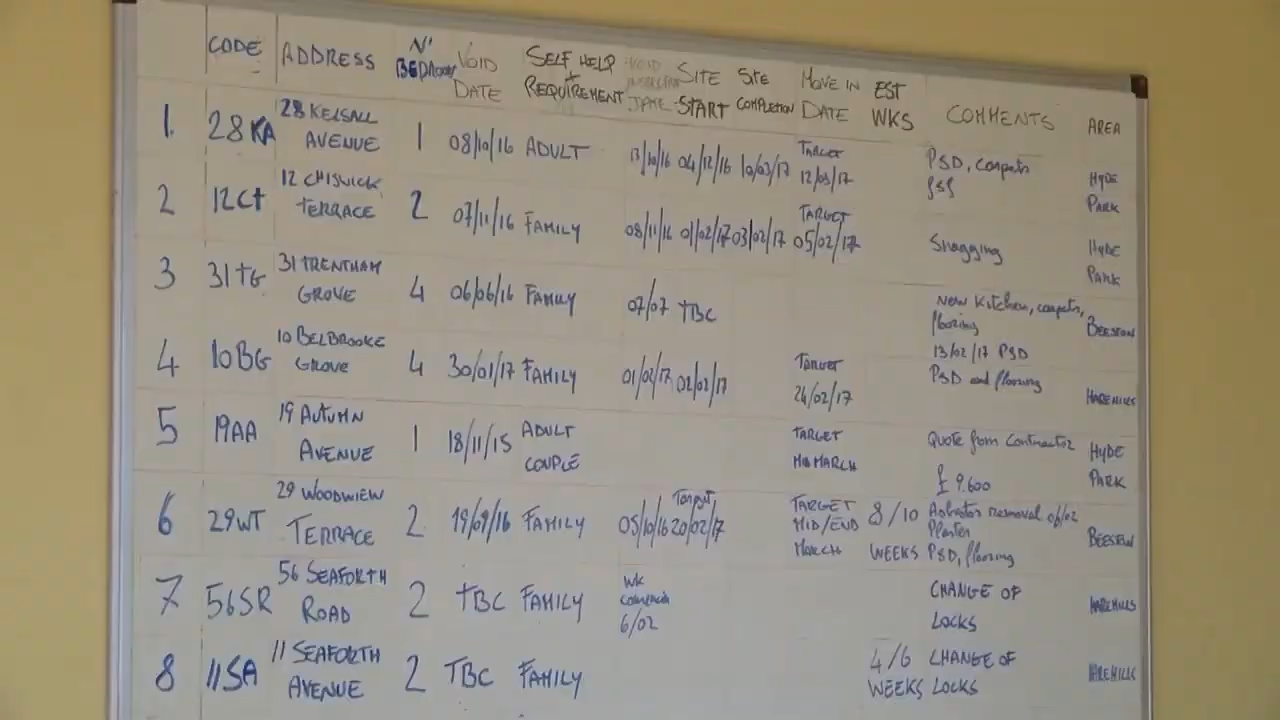 CODE ADDRESS Nº BEDROOM VOID DATE SELF HELP + REQUIREMENT VOID DATE SITE START SITE COMPLETION MOVE IN DATE EST WKS COMMENTS AREA
1. 28KA 28 KELSALL AVENUE 1 08/10/16 ADULT 13/10/16 04/12/16 10/03/17 TARGET 12/03/17 PSD, carpets HYDE PARK
2 12Ct 12 CHISWICK TERRACE 2 07/11/16 FAMILY 08/11/16 01/02/17 03/02/17 TARGET 05/02/17 Snagging HYDE PARK
3 31TG 31 TRENTHAM GROVE 4 06/06/16 FAMILY 07/07 TBC New Kitchen, carpets, flooring 13/02/17 PSD BEESTON
4 10BG 10 BELBROOKE GROVE 4 30/01/17 FAMILY 01/02/17 02/02/17 TARGET 24/02/17 PSD and flooring HAREHILLS
5 19AA 19 AUTUMN AVENUE 1 18/11/15 ADULT COUPLE TARGET MARCH Quote from Contractor £ 9.600 HYDE PARK
6 29WT 29 WOODVIEW TERRACE 2 19/09/16 FAMILY 05/10/16 Target 20/02/17 TARGET MID/END MARCH 8/10 WEEKS Asbestos removal 06/02 Plaster PSD, flooring BEESTON
7 56SR 56 SEAFORTH ROAD 2 TBC FAMILY WK 6/02 CHANGE OF LOCKS HAREHILLS
8 11SA 11 SEAFORTH AVENUE 2 TBC FAMILY 4/6 WEEKS CHANGE OF LOCKS HAREHILLS